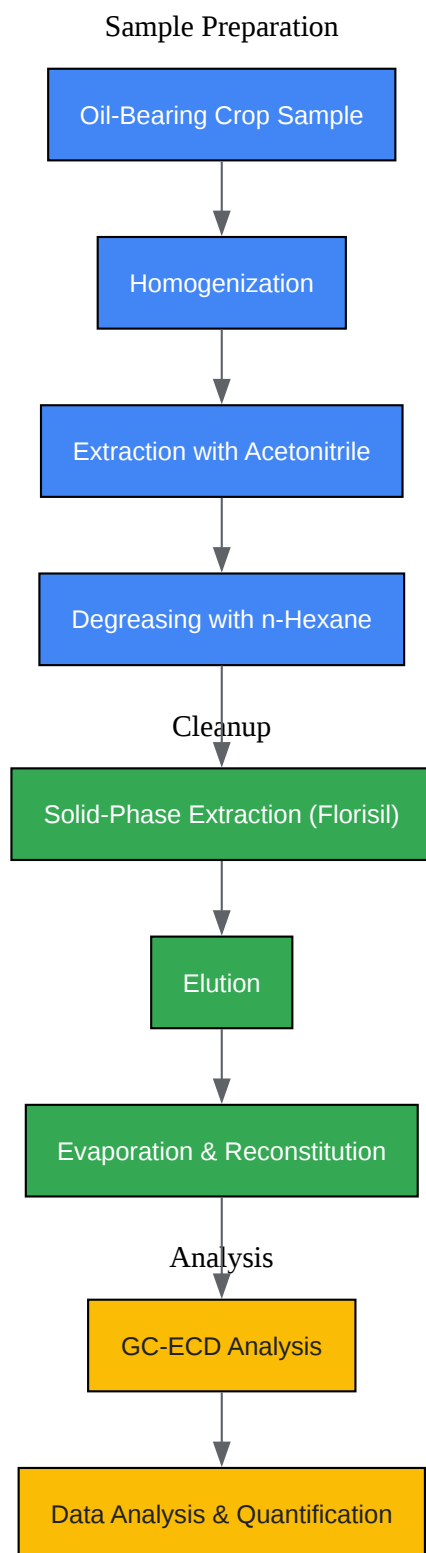 Sample Preparation
Oil-Bearing Crop Sample
Homogenization
Extraction with Acetonitrile
Degreasing with n-Hexane
Cleanup
Solid-Phase Extraction (Florisil)
Elution
Evaporation & Reconstitution
Analysis
GC-ECD Analysis
Data Analysis & Quantification